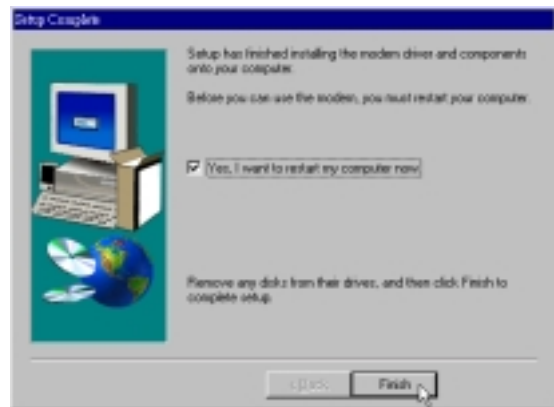 Setup Complete
Setup has finished installing the modem driver and components
onto your computer.
Before you can use the modem, you must restart your computer.
Yes, I want to restart my computer now.
Remove any disks from their drives, and then click Finish to
complete setup.
< Back
Finish